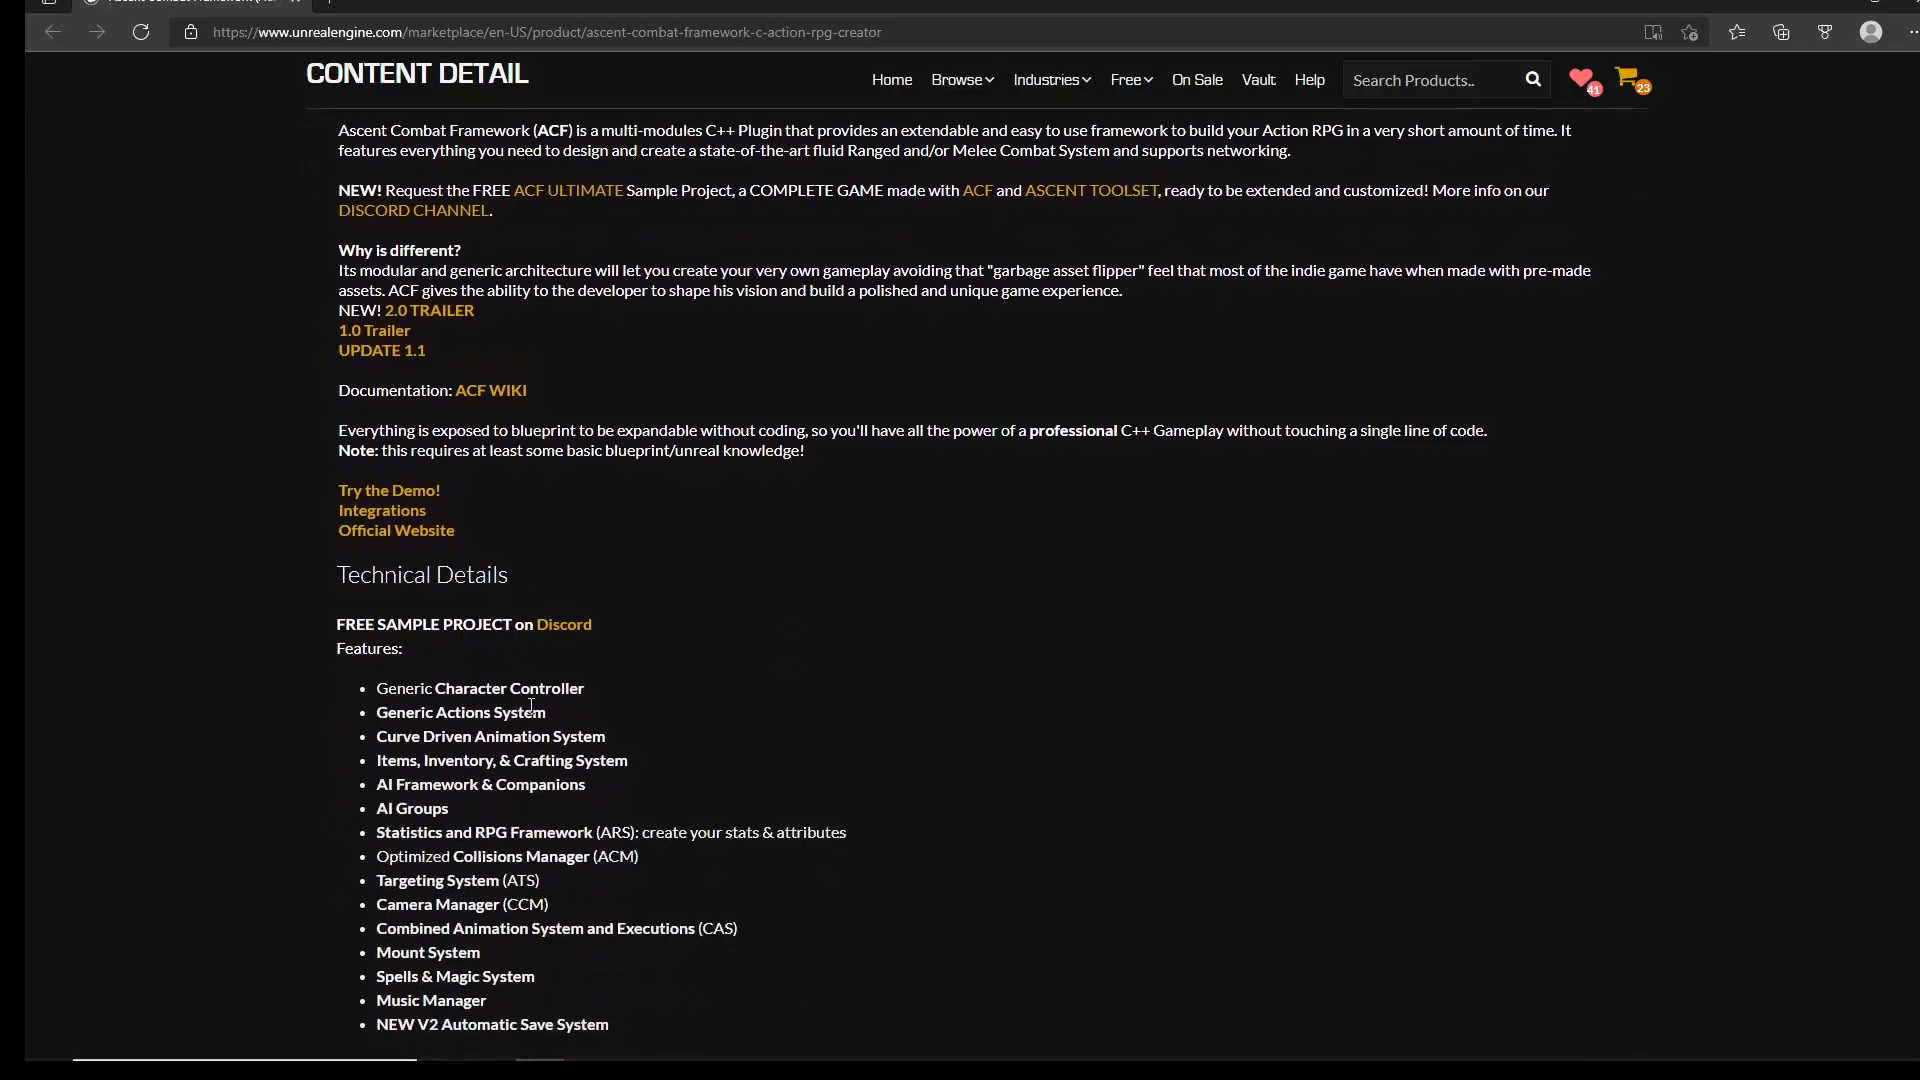 https://www.unrealengine.com/marketplace/en-US/product/ascent-combat-framework-c-action-rpg-creator
CONTENT DETAIL
Home Browse Industries Free On Sale Vault Help Search Products.. 41 23
Ascent Combat Framework (ACF) is a multi-modules C++ Plugin that provides an extendable and easy to use framework to build your Action RPG in a very short amount of time. It
features everything you need to design and create a state-of-the-art fluid Ranged and/or Melee Combat System and supports networking.
NEW! Request the FREE ACF ULTIMATE Sample Project, a COMPLETE GAME made with ACF and ASCENT TOOLSET, ready to be extended and customized! More info on our
DISCORD CHANNEL.
Why is different?
Its modular and generic architecture will let you create your very own gameplay avoiding that "garbage asset flipper" feel that most of the indie game have when made with pre-made
assets. ACF gives the ability to the developer to shape his vision and build a polished and unique game experience.
NEW! 2.0 TRAILER
1.0 Trailer
UPDATE 1.1
Documentation: ACF WIKI
Everything is exposed to blueprint to be expandable without coding, so you'll have all the power of a professional C++ Gameplay without touching a single line of code.
Note: this requires at least some basic blueprint/unreal knowledge!
Try the Demo!
Integrations
Official Website
Technical Details
FREE SAMPLE PROJECT on Discord
Features:
• Generic Character Controller
• Generic Actions System
• Curve Driven Animation System
• Items, Inventory, & Crafting System
• AI Framework & Companions
• AI Groups
• Statistics and RPG Framework (ARS): create your stats & attributes
• Optimized Collisions Manager (ACM)
• Targeting System (ATS)
• Camera Manager (CCM)
• Combined Animation System and Executions (CAS)
• Mount System
• Spells & Magic System
• Music Manager
• NEW V2 Automatic Save System